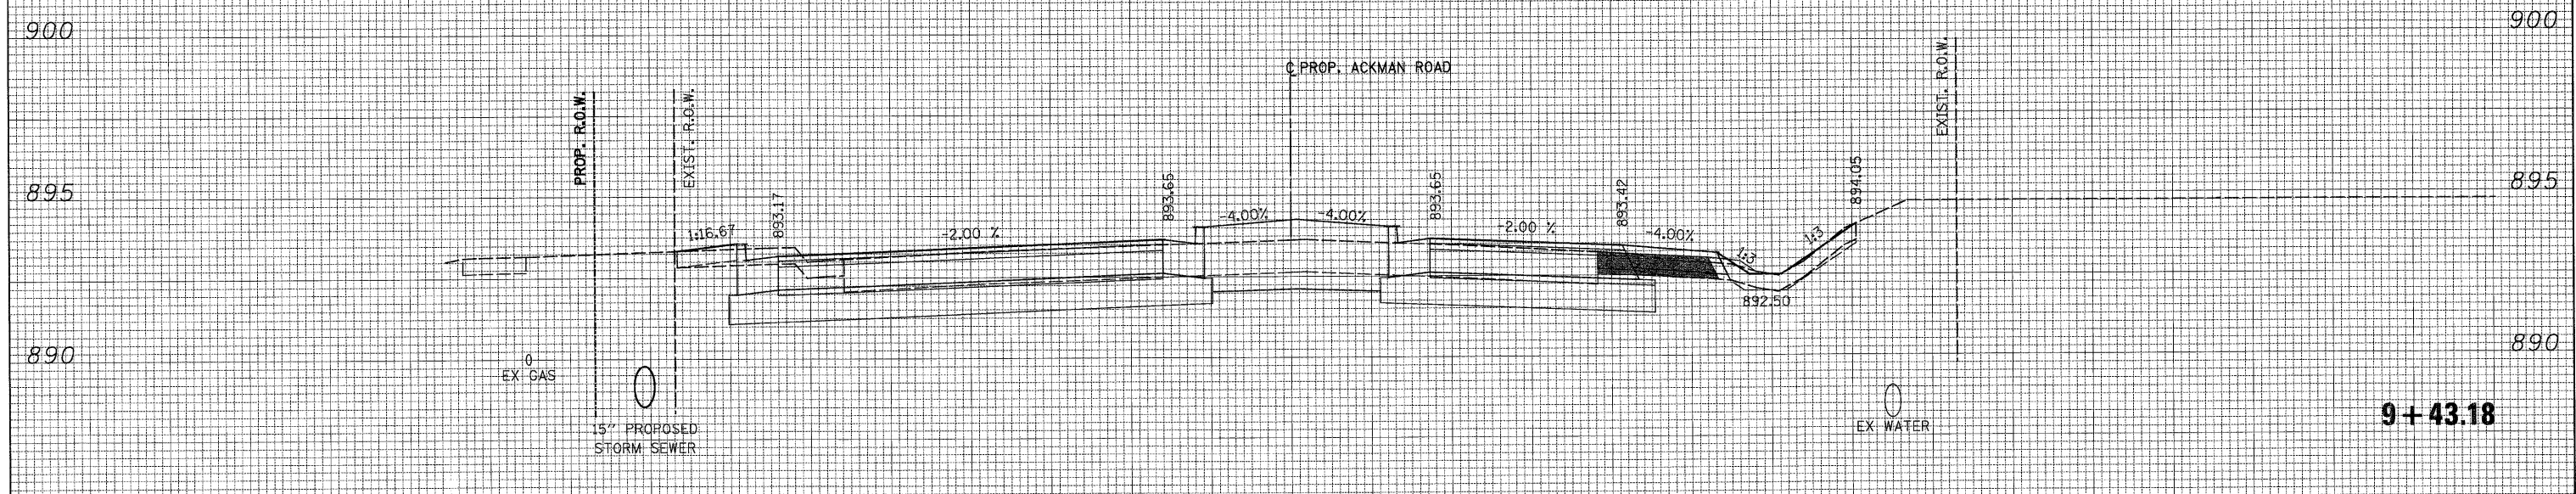 900
900
℄ PROP. ACKMAN ROAD
PROP. R.O.W.
EXIST. R.O.W.
EXIST. R.O.W.
895
895
893.17
893.65
893.65
893.42
894.05
1:16.67
-2.00 %
-4.00%
-4.00%
-2.00 %
-4.00%
1:3
1:3
892.50
890
890
EX GAS
15" PROPOSED
STORM SEWER
EX WATER
9+43.18